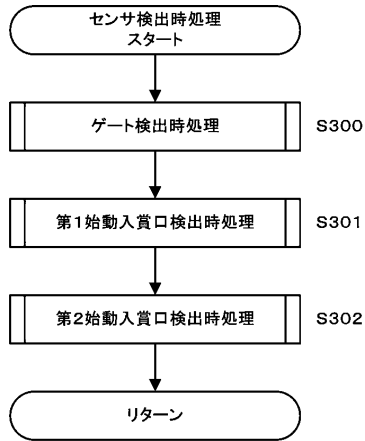 センサ検出時処理
スタート
ゲート検出時処理 S300
第1始動入賞口検出時処理 S301
第2始動入賞口検出時処理 S302
リターン